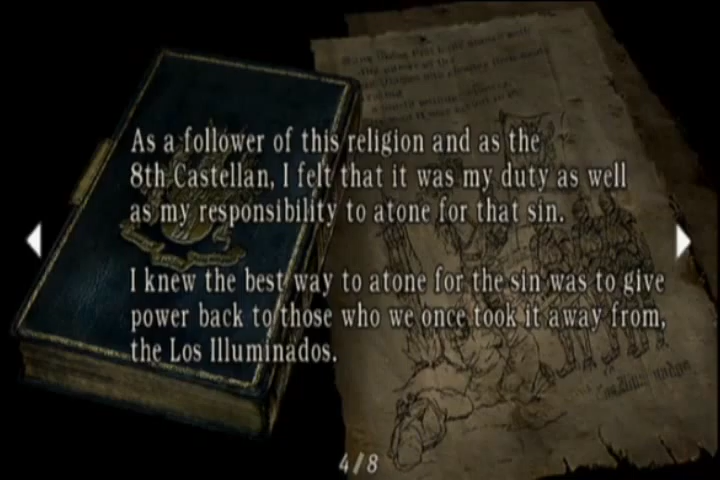 As a follower of this religion and as the
8th Castellan, I felt that it was my duty as well
as my responsibility to atone for that sin.
I knew the best way to atone for the sin was to give
power back to those who we once took it away from,
the Los Illuminados.
4/8